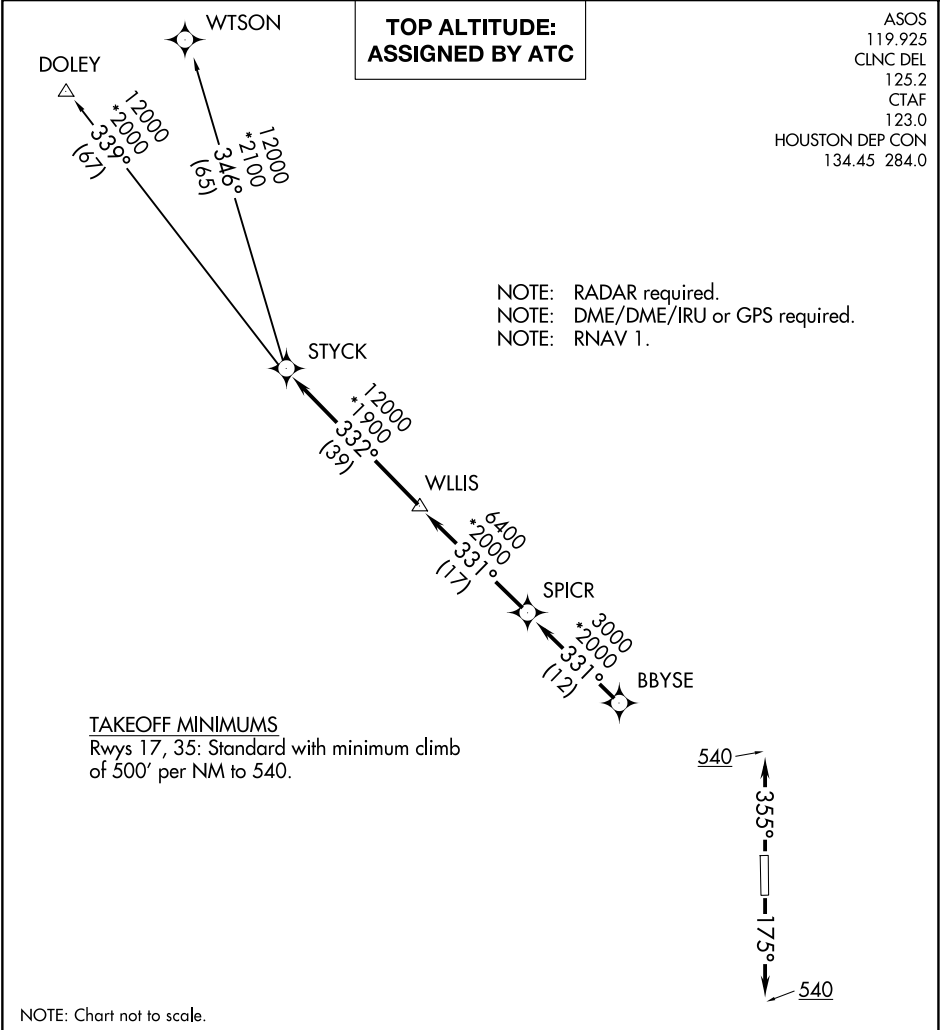 WTSON
TOP ALTITUDE:
ASSIGNED BY ATC
ASOS
119.925
CLNC DEL
125.2
CTAF
123.0
HOUSTON DEP CON
134.45 284.0
DOLEY
12000
*2000
339°
(67)
12000
*2100
346°
(65)
NOTE: RADAR required.
NOTE: DME/DME/IRU or GPS required.
NOTE: RNAV 1.
STYCK
12000
*1900
332°
(39)
WLLIS
6400
*2000
331°
(17)
SPICR
3000
*2000
331°
(12)
BBYSE
TAKEOFF MINIMUMS
Rwys 17, 35: Standard with minimum climb
of 500' per NM to 540.
540
355°
175°
540
NOTE: Chart not to scale.